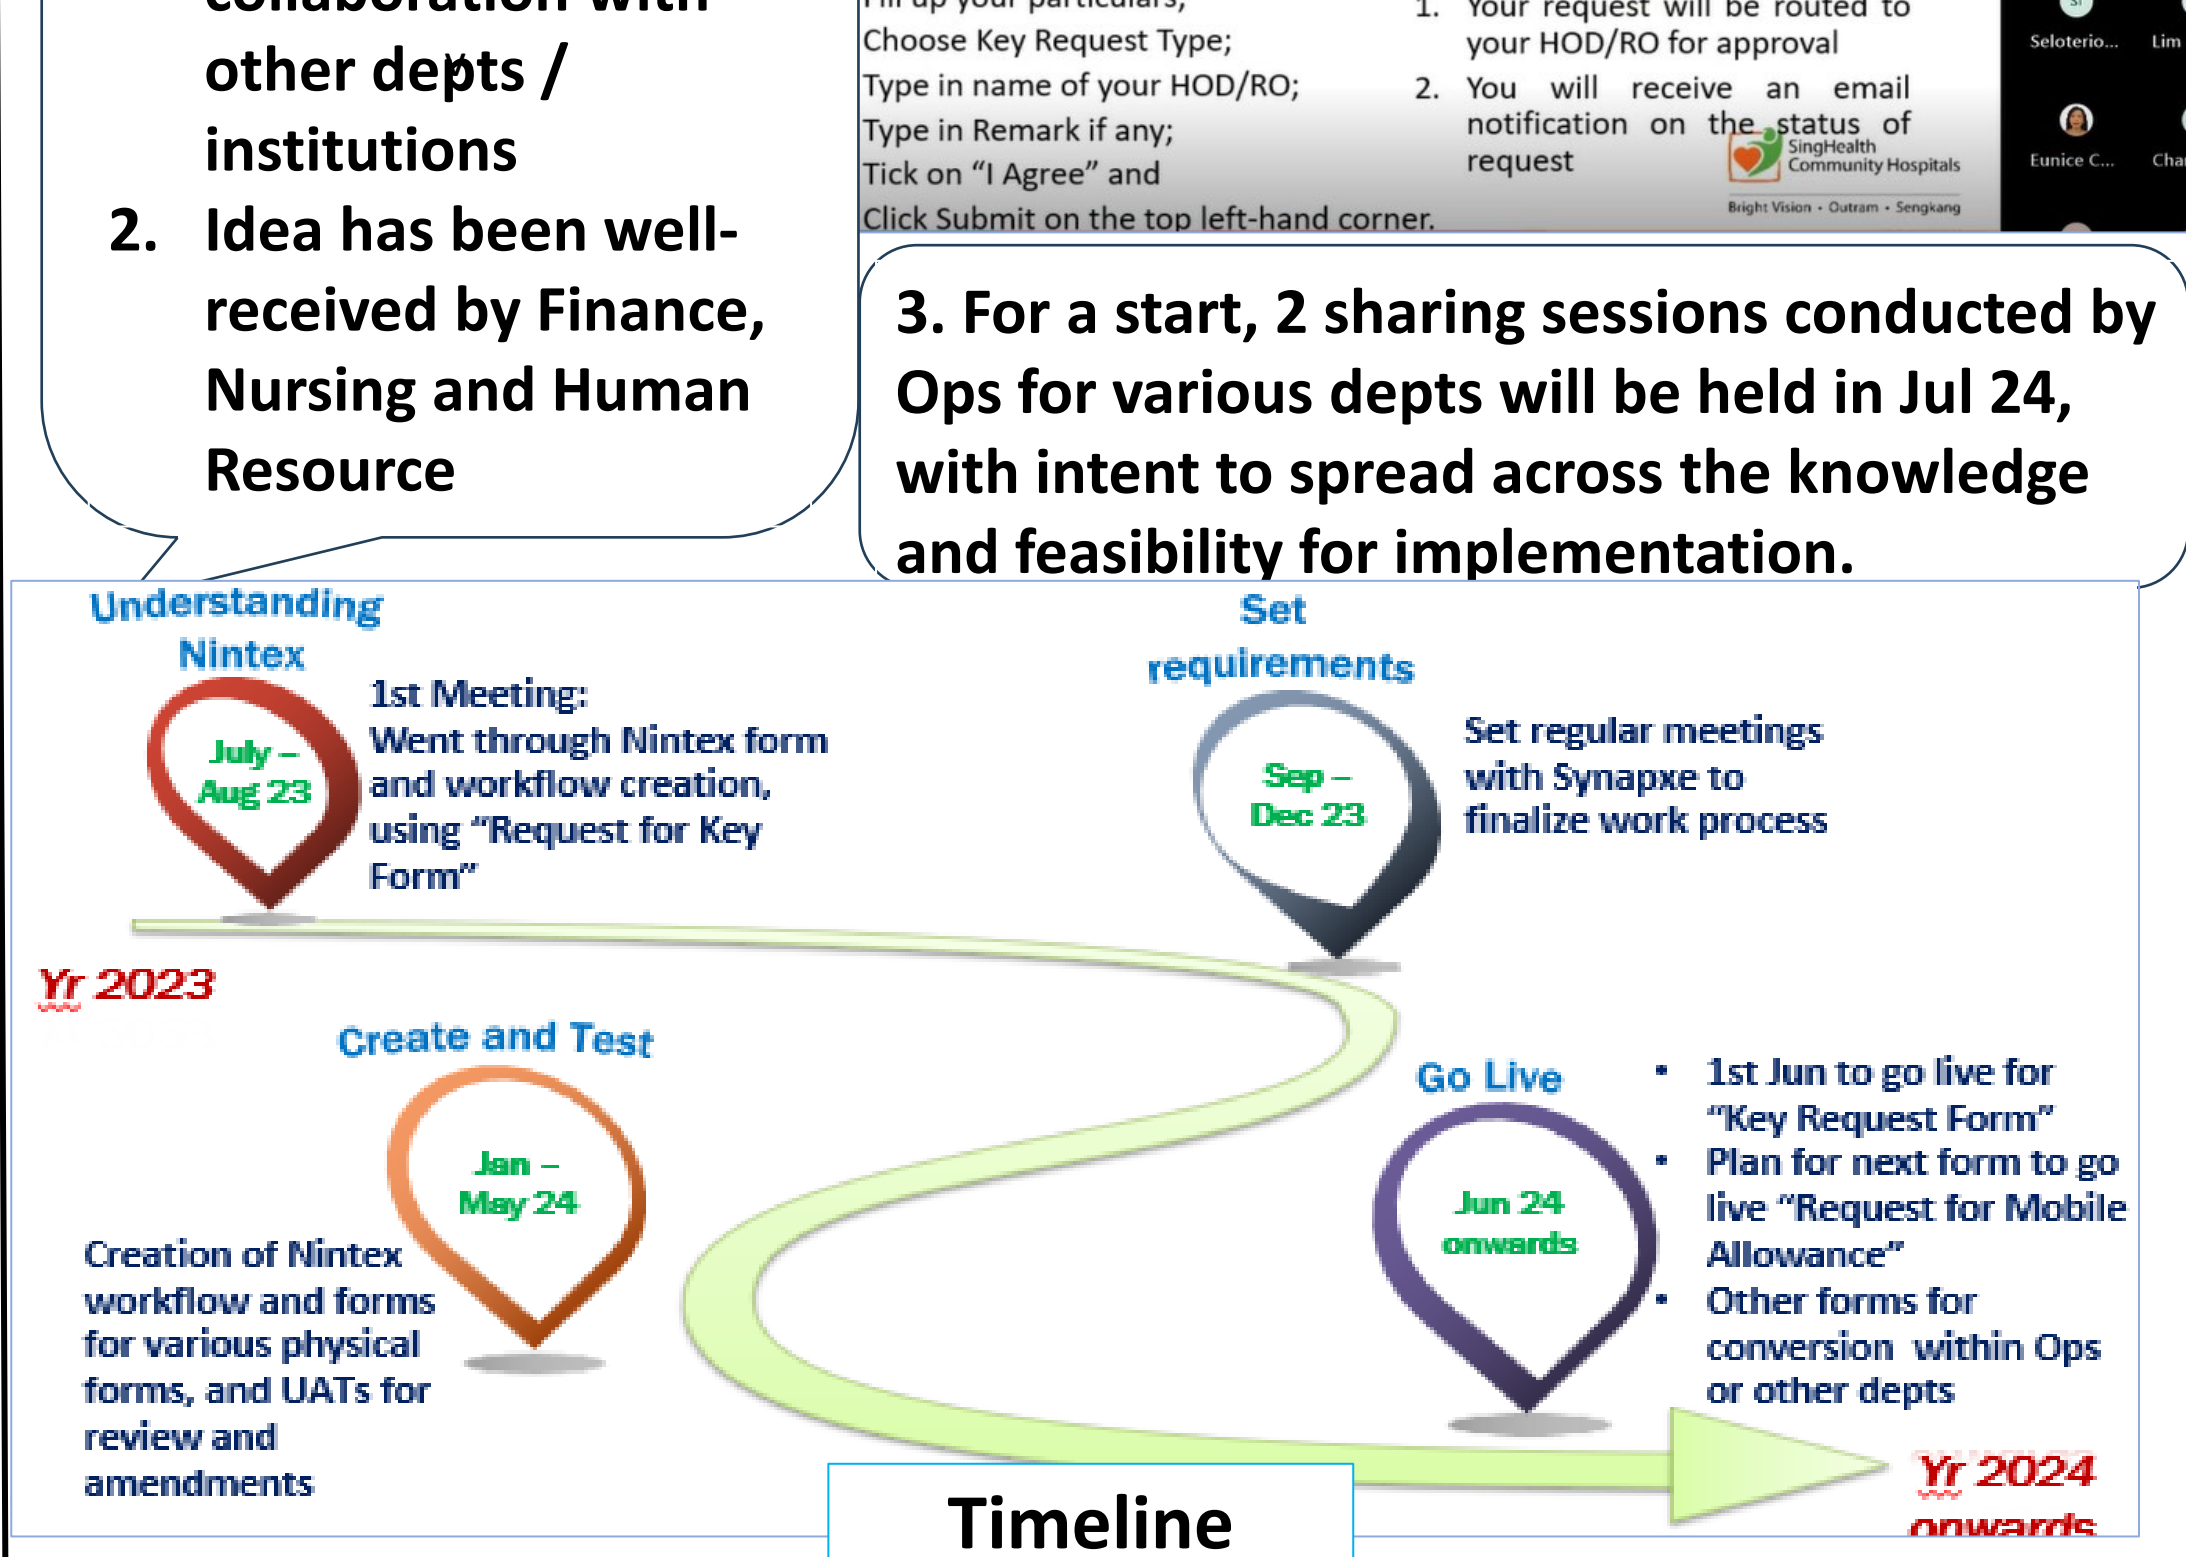 collaboration with
other depts /
institutions
2. Idea has been well-
received by Finance,
Nursing and Human
Resource
Fill up your particulars;
Choose Key Request Type;
Type in name of your HOD/RO;
Type in Remark if any;
Tick on “I Agree” and
Click Submit on the top left-hand corner.
1. Your request will be routed to
your HOD/RO for approval
2. You will receive an email
notification on the status of
request
SingHealth
Community Hospitals
Bright Vision • Outram • Sengkang
SI
Seloterio...
Lim
Eunice C...
3. For a start, 2 sharing sessions conducted by
Ops for various depts will be held in Jul 24,
with intent to spread across the knowledge
and feasibility for implementation.
Understanding
Nintex
July –
Aug 23
1st Meeting:
Went through Nintex form
and workflow creation,
using “Request for Key
Form”
Set
requirements
Sep –
Dec 23
Set regular meetings
with Synapxe to
finalize work process
Yr 2023
Create and Test
Jan –
May 24
Creation of Nintex
workflow and forms
for various physical
forms, and UATs for
review and
amendments
Go Live
Jun 24
onwards
• 1st Jun to go live for
“Key Request Form”
• Plan for next form to go
live “Request for Mobile
Allowance”
• Other forms for
conversion within Ops
or other depts
Yr 2024
onwards
Timeline